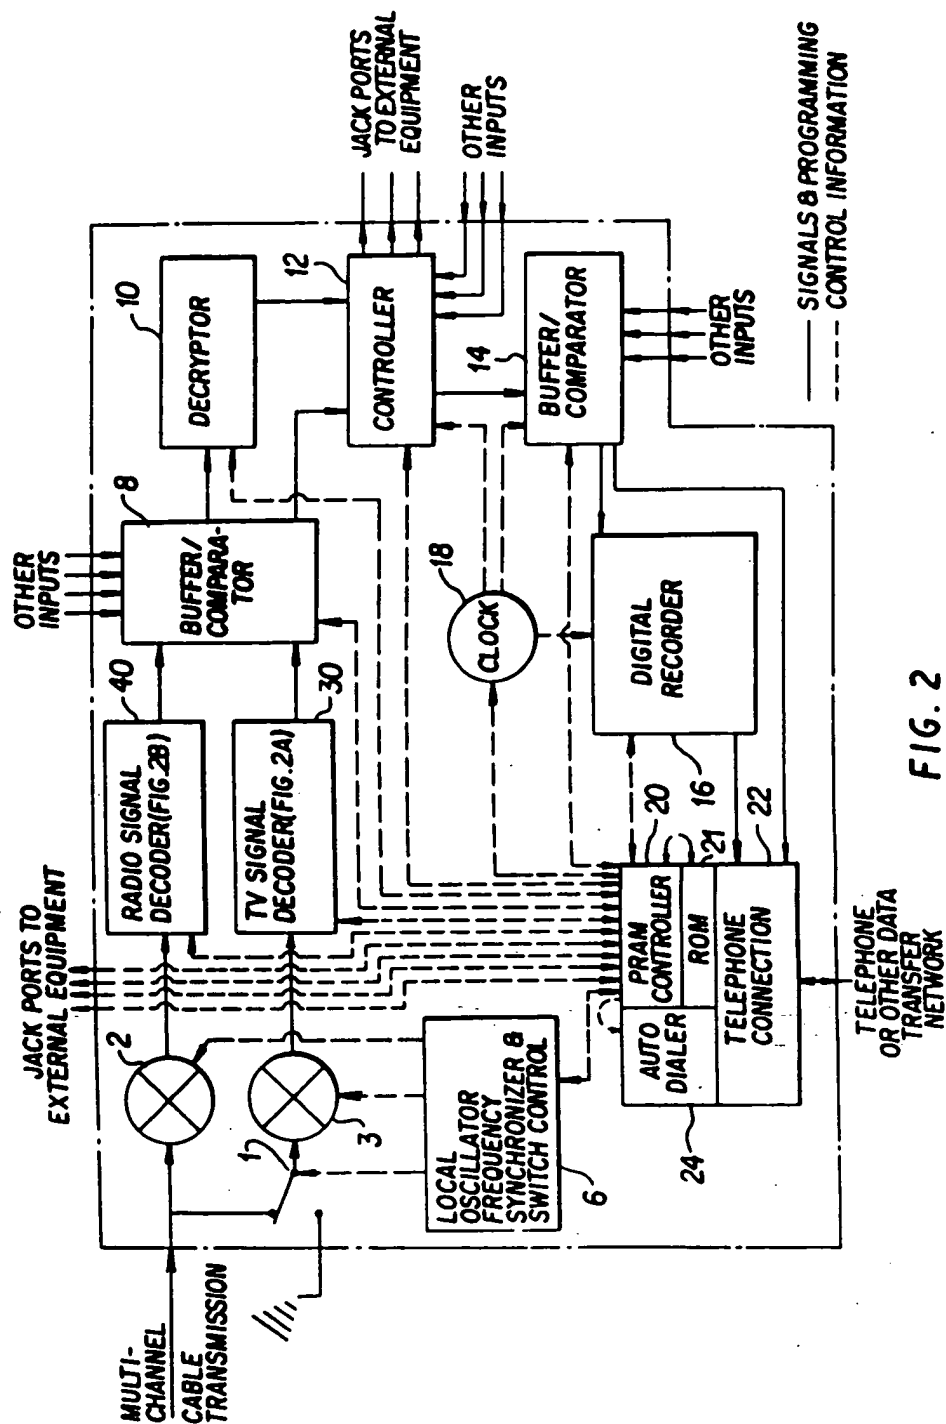 MULTI-
CHANNEL
CABLE
TRANSMISSION
JACK PORTS TO
EXTERNAL EQUIPMENT
OTHER
INPUTS
2
1
3
LOCAL
OSCILLATOR
FREQUENCY
SYNCHRONIZER &
SWITCH CONTROL
6
40
RADIO SIGNAL
DECODER(FIG.2B)
TV SIGNAL
DECODER(FIG.2A)
30
8
BUFFER/
COMPARA-
TOR
10
DECRYPTOR
12
CONTROLLER
JACK PORTS
TO EXTERNAL
EQUIPMENT
OTHER
INPUTS
14
BUFFER/
COMPARATOR
OTHER
INPUTS
18
CLOCK
DIGITAL
RECORDER
16
20
21
22
PRAM
CONTROLLER
ROM
AUTO
DIALER
TELEPHONE
CONNECTION
24
TELEPHONE
OR OTHER DATA
TRANSFER
NETWORK
SIGNALS & PROGRAMMING
CONTROL INFORMATION
FIG. 2